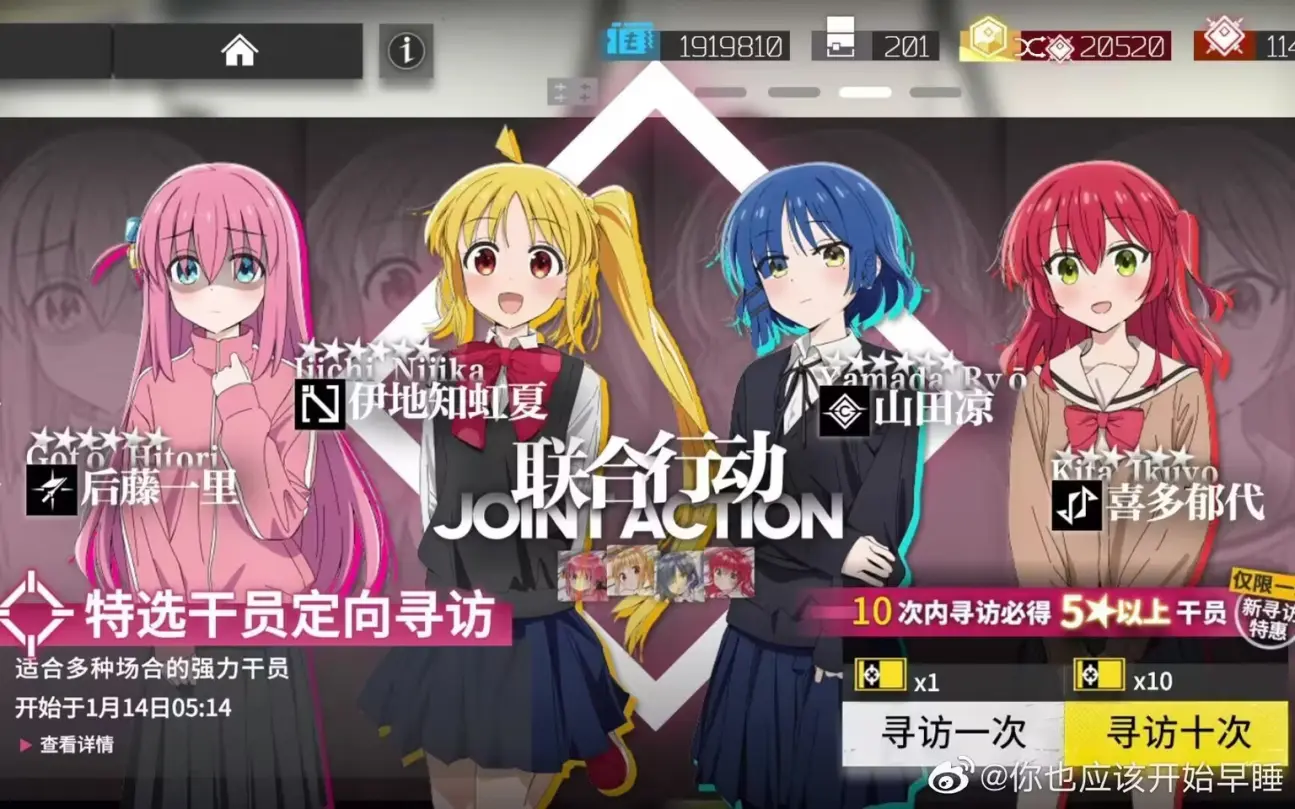 1919810
201
20520
114
Gotō Hitori
后藤一里
Ijichi Nijika
伊地知虹夏
Yamada Ryō
山田凉
Kita Ikuyo
喜多郁代
联合行动
JOINT ACTION
特选干员定向寻访
适合多种场合的强力干员
开始于1月14日05:14
查看详情
10次内寻访必得5★以上干员
仅限一
新寻访
特惠
x1
x10
寻访一次
寻访十次
@你也应该开始早睡